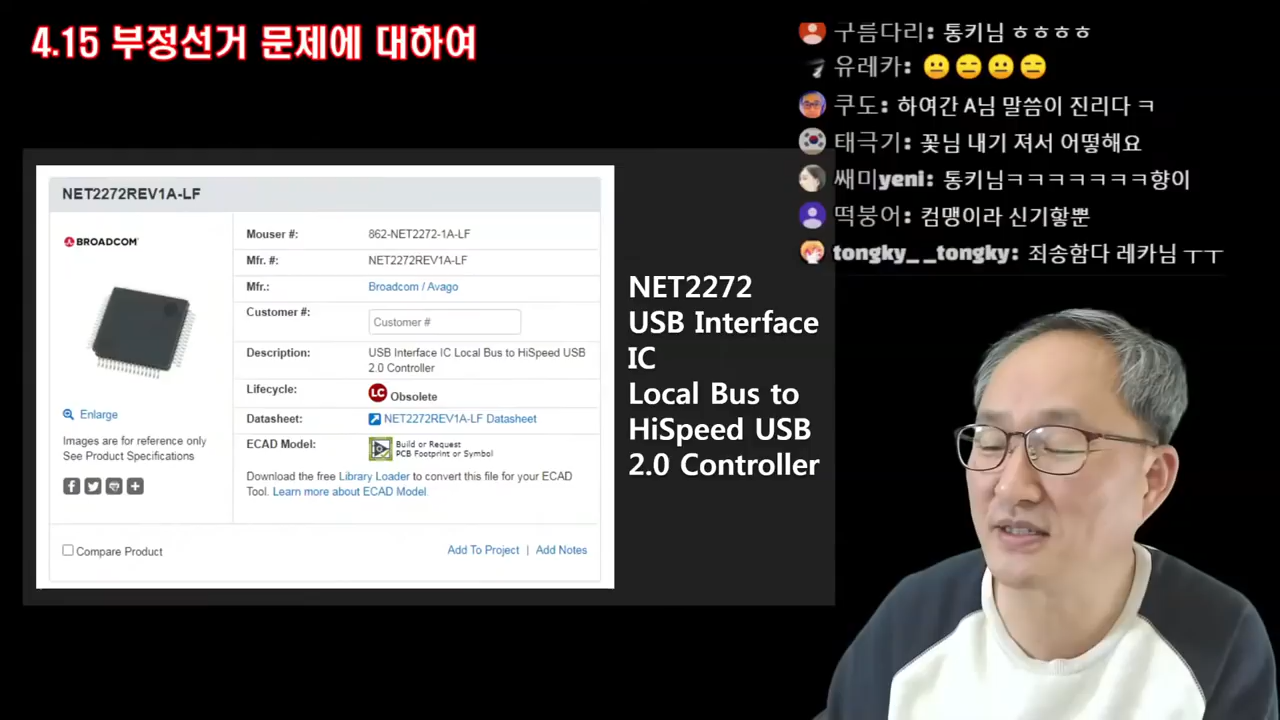 4.15 부정선거 문제에 대하여
구름다리: 통키님 ㅎㅎㅎㅎ
유레카: 😐😑😐😑
쿠도: 하여간 A님 말씀이 진리다 ㅋ
태극기: 꽃님 내기 져서 어떻해요
쌔미yeni: 통키님ㅋㅋㅋㅋㅋㅋㅋ향이
떡붕어: 컴맹이라 신기핳뿐
tongky_ _tongky: 죄송함다 레카님 ㅜㅜ
NET2272REV1A-LF
BROADCOM
Enlarge
Images are for reference only
See Product Specifications
Mouser #: 862-NET2272-1A-LF
Mfr. #: NET2272REV1A-LF
Mfr.: Broadcom / Avago
Customer #: Customer #
Description: USB Interface IC Local Bus to HiSpeed USB
2.0 Controller
Lifecycle: LC Obsolete
Datasheet: NET2272REV1A-LF Datasheet
ECAD Model: Build or Request
PCB Footprint or Symbol
Download the free Library Loader to convert this file for your ECAD
Tool. Learn more about ECAD Model.
Compare Product
Add To Project | Add Notes
NET2272
USB Interface
IC
Local Bus to
HiSpeed USB
2.0 Controller